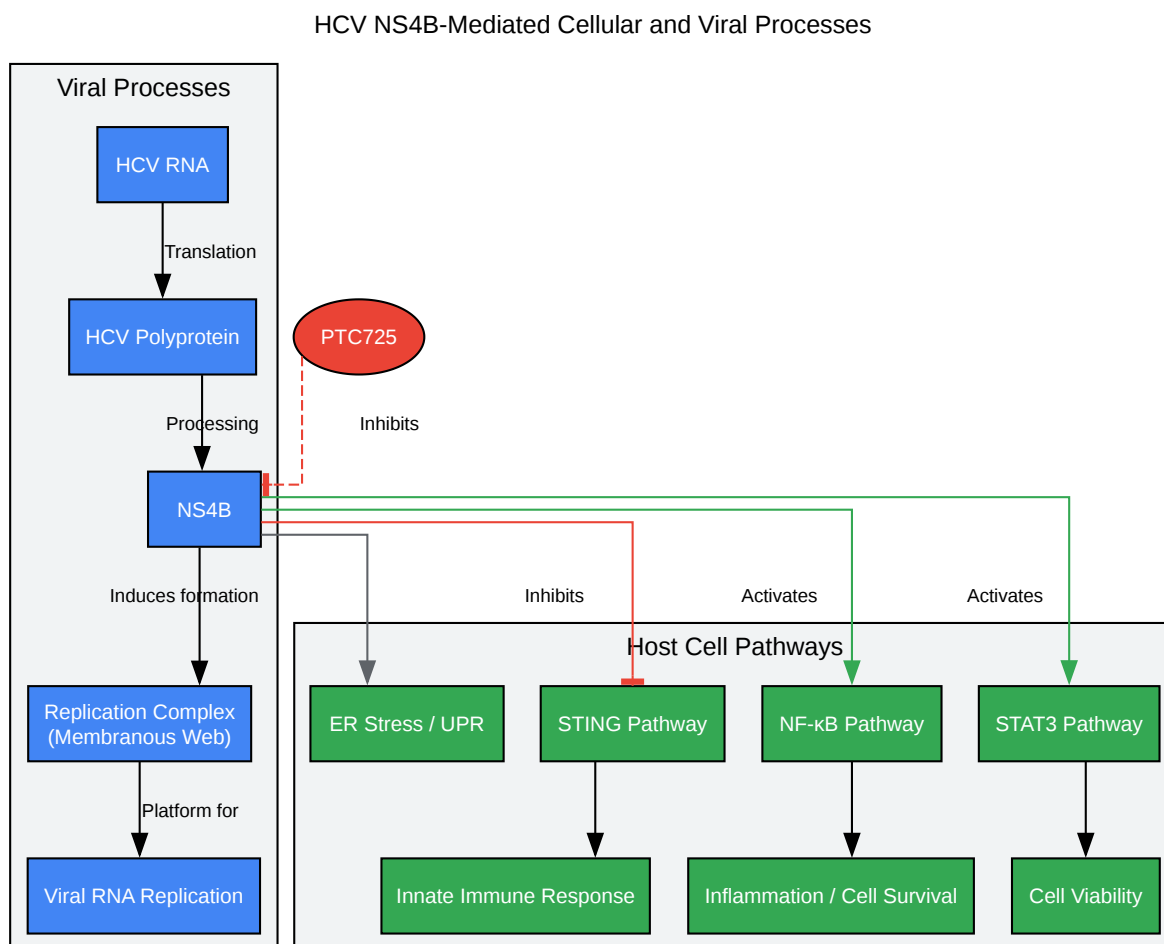 HCV NS4B-Mediated Cellular and Viral Processes
Viral Processes
HCV RNA
Translation
HCV Polyprotein
PTC725
Processing
Inhibits
NS4B
Induces formation
Inhibits
Activates
Activates
Host Cell Pathways
Replication Complex
(Membranous Web)
ER Stress / UPR
STING Pathway
NF-κB Pathway
STAT3 Pathway
Platform for
Viral RNA Replication
Innate Immune Response
Inflammation / Cell Survival
Cell Viability